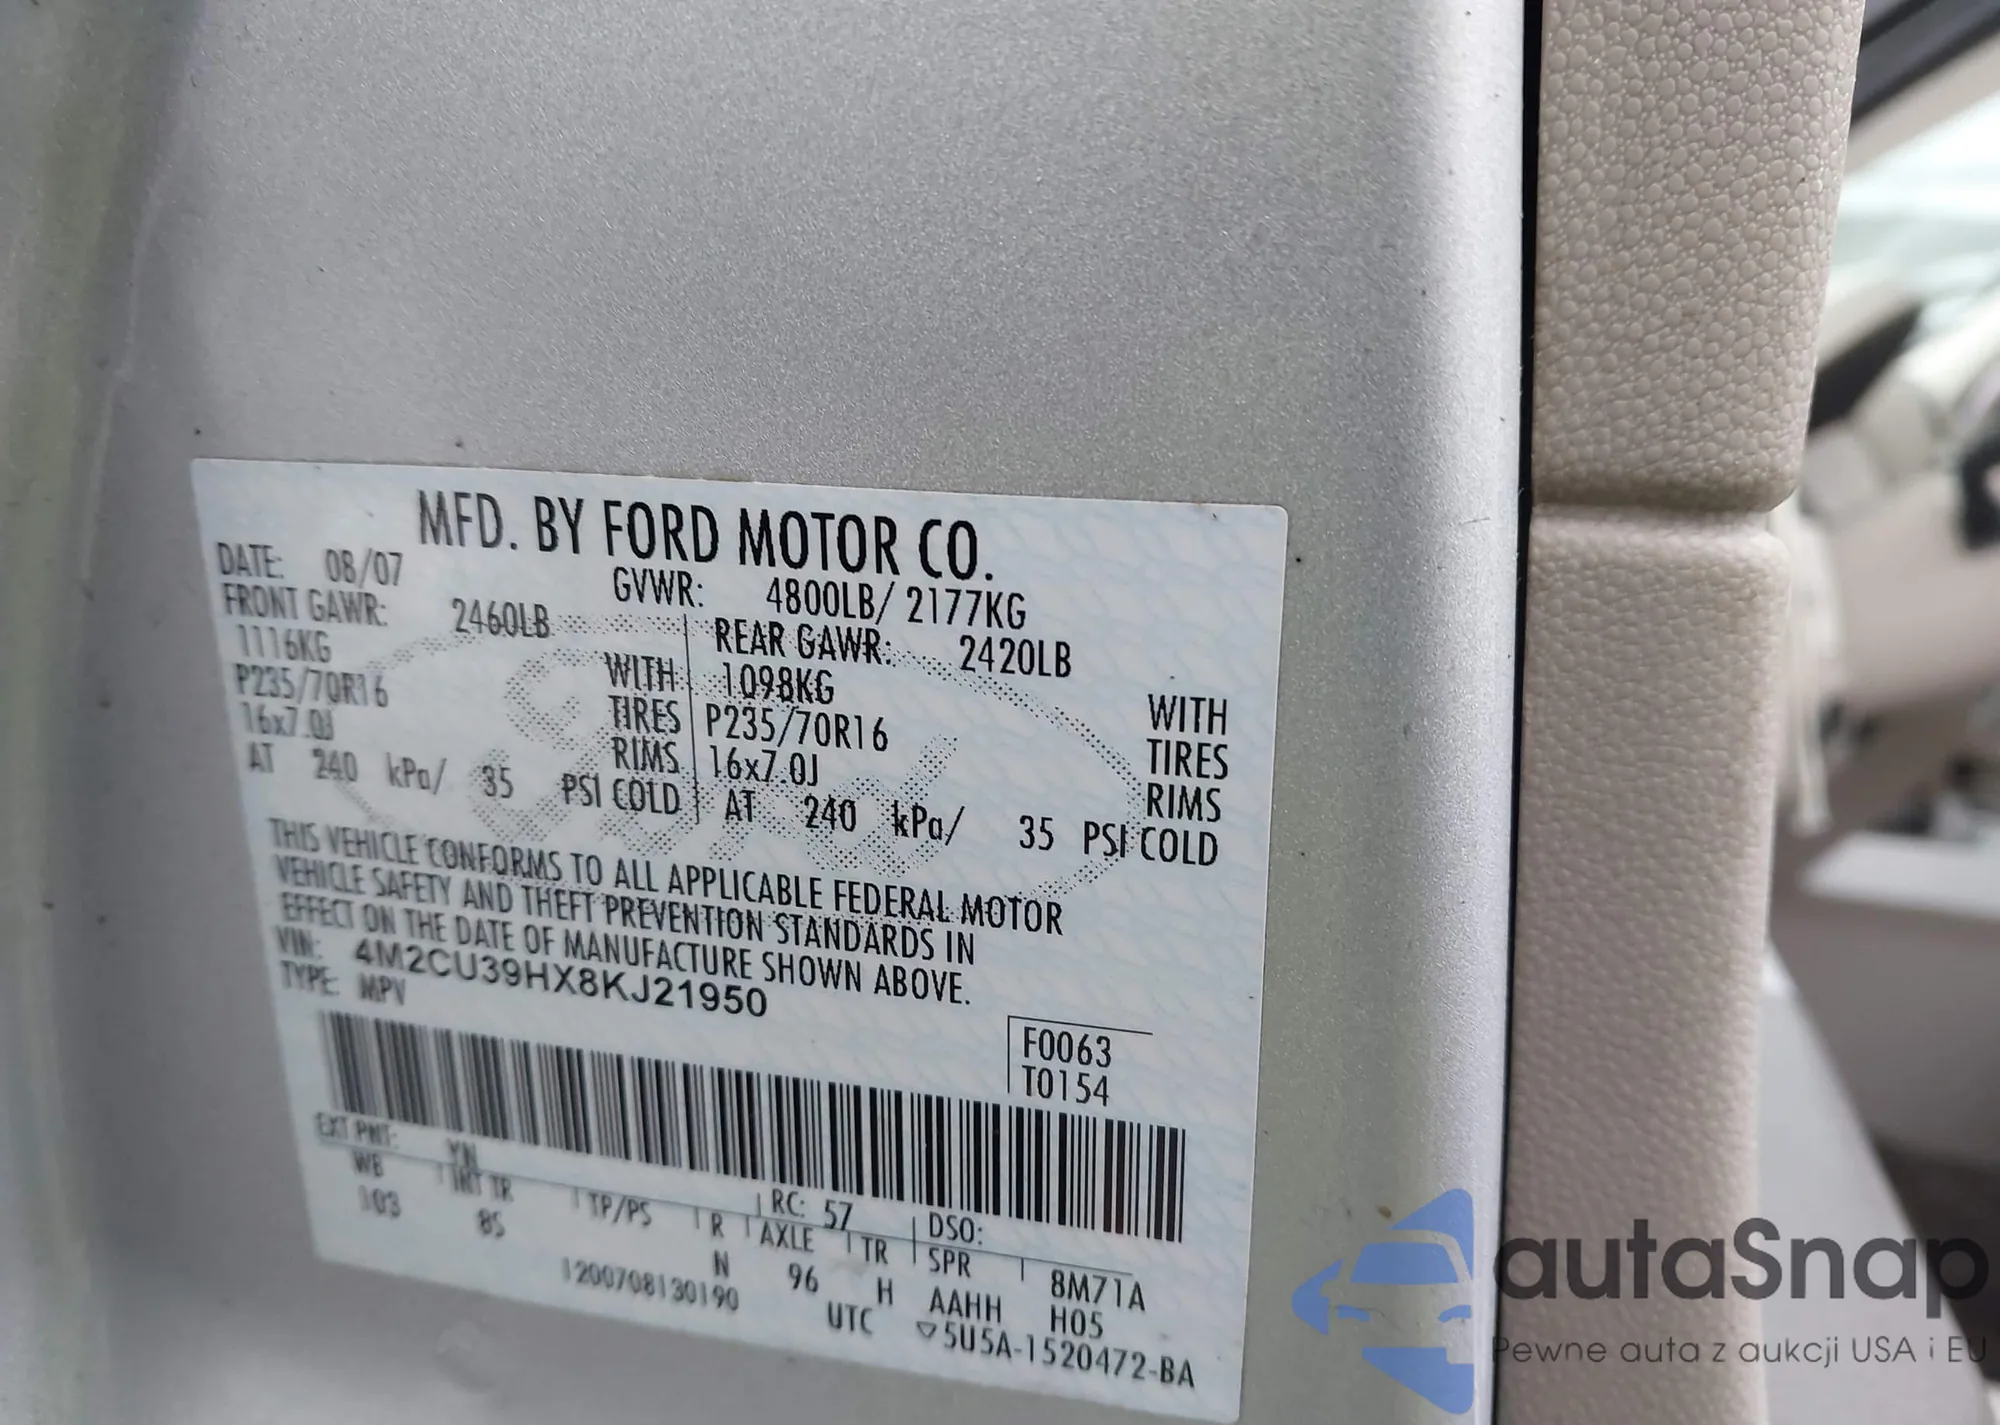 MFD. BY FORD MOTOR CO.
DATE: 08/07 GVWR: 4800LB/ 2177KG
FRONT GAWR: 2460LB REAR GAWR: 2420LB
1116KG WITH 1098KG WITH
P235/70R16 TIRES P235/70R16 TIRES
16x7.0J RIMS 16x7.0J RIMS
AT 240 kPa/ 35 PSI COLD AT 240 kPa/ 35 PSI COLD
THIS VEHICLE CONFORMS TO ALL APPLICABLE FEDERAL MOTOR
VEHICLE SAFETY AND THEFT PREVENTION STANDARDS IN
EFFECT ON THE DATE OF MANUFACTURE SHOWN ABOVE.
VIN: 4M2CU39HX8KJ21950
TYPE: MPV
F0063
T0154
EXT PNT: YN RC: 57 DSO:
WB INT TR TP/PS R AXLE TR SPR 8M71A
103 8S N 96 H AAHH H05
1200708130190 UTC ▽5U5A-1520472-BA
autaSnap
Pewne auta z aukcji USA i EU